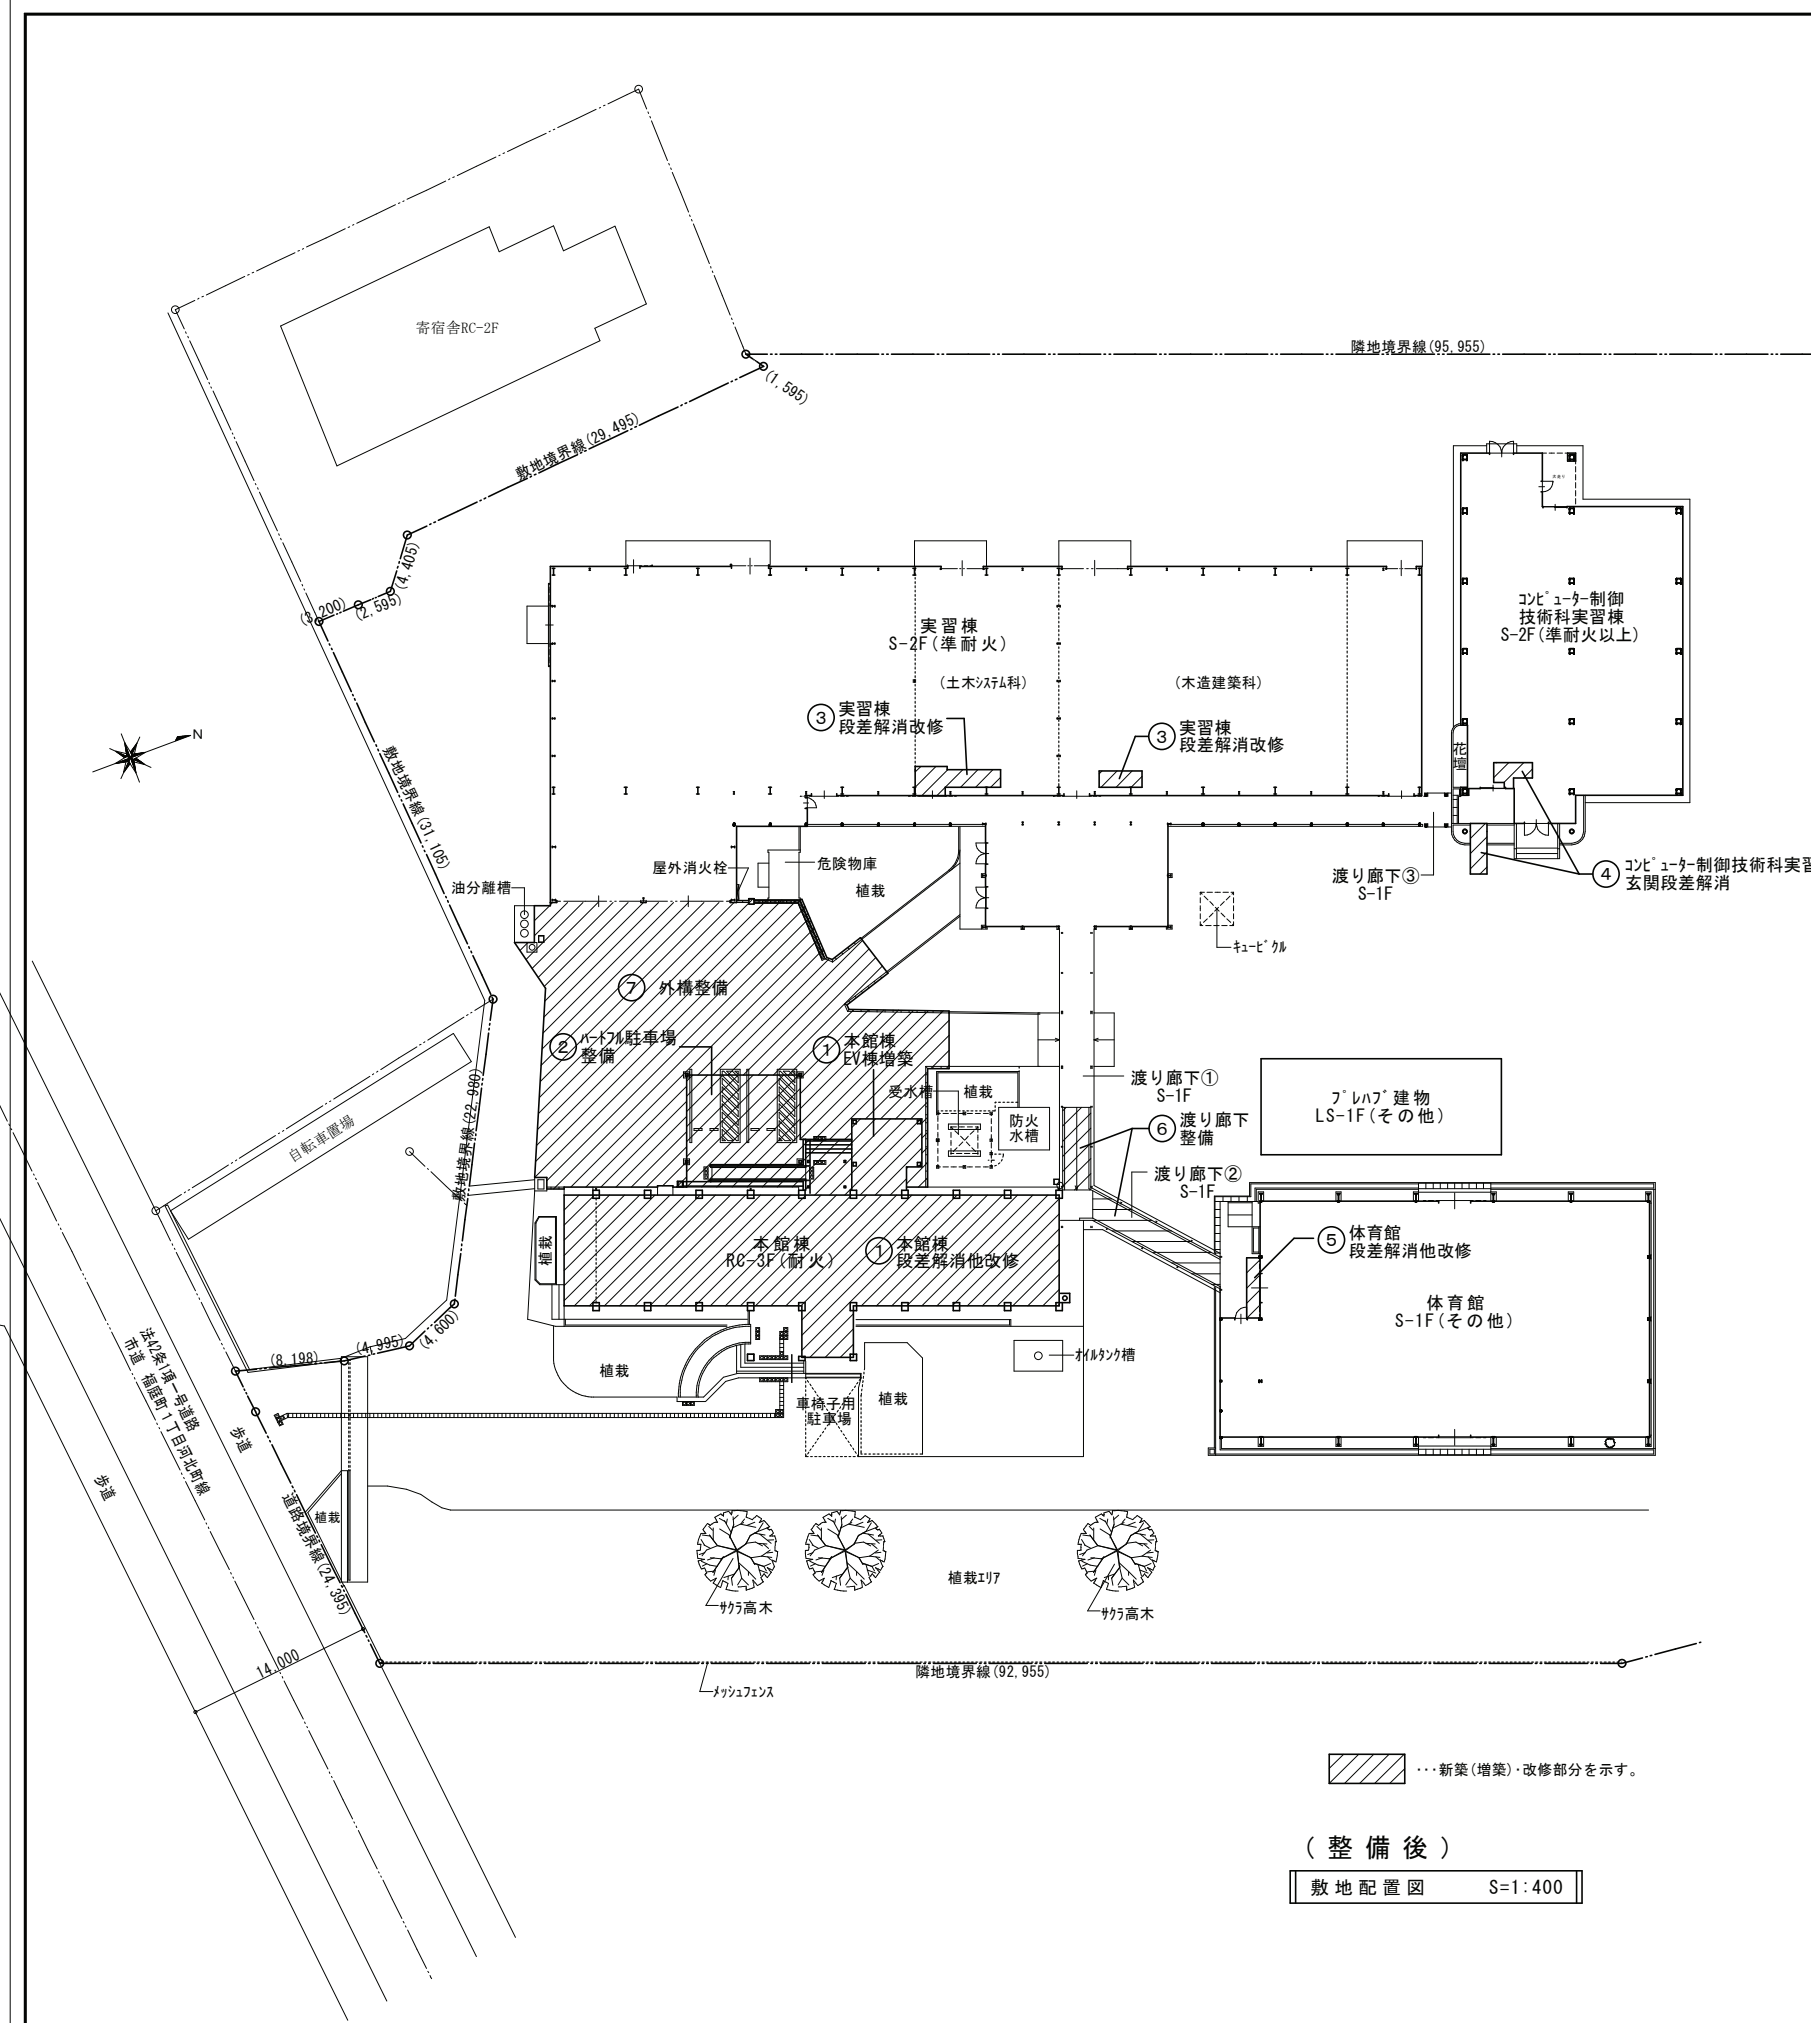 寄宿舎RC-2F
隣地境界線(95,955)
(1,595)
敷地境界線(29,495)
(4,405)
(2,595)
(3,200)
コンピューター制御
技術科実習棟
S-2F(準耐火以上)
実習棟
S-2F(準耐火)
(土木システム科)
(木造建築科)
③ 実習棟
段差解消改修
③ 実習棟
段差解消改修
花壇
N
敷地境界線(31,105)
屋外消火栓
危険物庫
植栽
油分離槽
渡り廊下③
S-1F
④ コンピューター制御技術科実習
玄関段差解消
キュービクル
⑦ 外構整備
② ハートフル駐車場
整備
① 本館棟
EV棟増築
受水槽
植栽
防火
水槽
渡り廊下①
S-1F
⑥ 渡り廊下
整備
渡り廊下②
S-1F
プレハブ建物
LS-1F(その他)
自転車置場
敷地境界線(22,980)
植栽
本館棟
RC-3F(耐火)
① 本館棟
段差解消他改修
⑤ 体育館
段差解消他改修
体育館
S-1F(その他)
(4,600)
(4,995)
(8,198)
植栽
オイルタンク槽
車椅子用
駐車場
植栽
法42条1項一号道路
市道 福庭町1丁目河北町線
歩道
歩道
植栽
道路境界線(24,395)
植栽エリア
サクラ高木
サクラ高木
14,000
隣地境界線(92,955)
メッシュフェンス
･･･新築(増築)･改修部分を示す。
(整備後)
敷地配置図 S=1:400